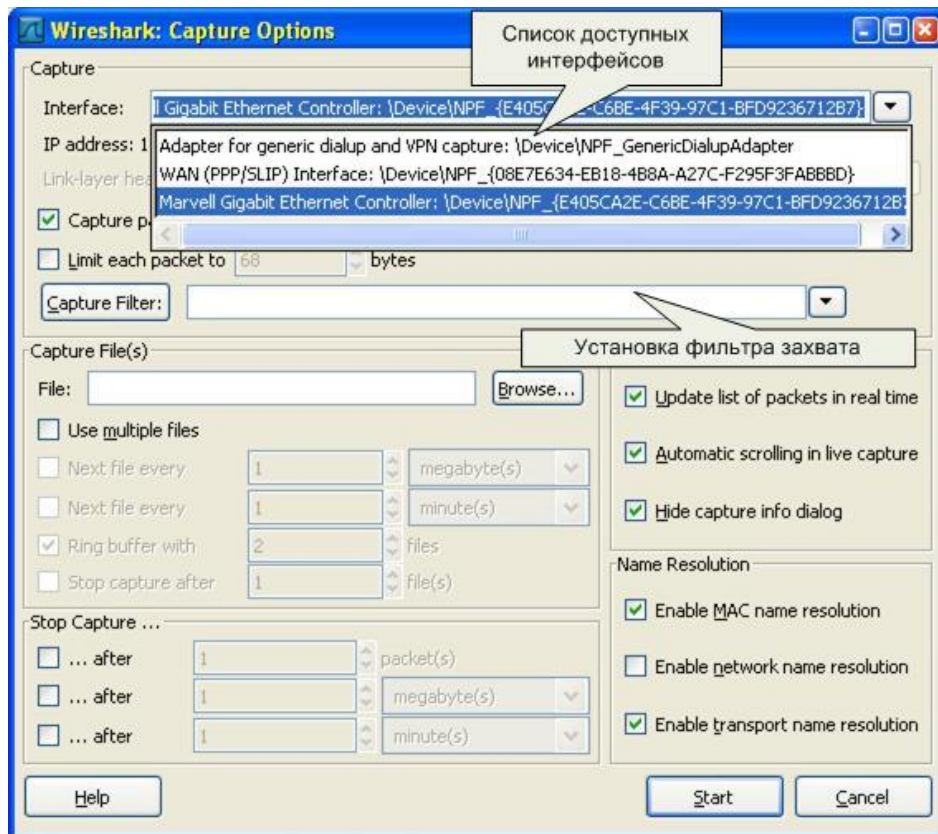 Wireshark: Capture Options
Список доступных
интерфейсов
Capture
Interface: l Gigabit Ethernet Controller: \Device\NPF_{E405CA2E-C6BE-4F39-97C1-BFD9236712B7}
IP address: 1
Adapter for generic dialup and VPN capture: \Device\NPF_GenericDialupAdapter
WAN (PPP/SLIP) Interface: \Device\NPF_{08E7E634-EB18-4B8A-A27C-F295F3FABBBD}
Marvell Gigabit Ethernet Controller: \Device\NPF_{E405CA2E-C6BE-4F39-97C1-BFD9236712B7
Link-layer hea
Capture p
Limit each packet to 68 bytes
Capture Filter:
Установка фильтра захвата
Capture File(s)
File: Browse...
Use multiple files
Next file every 1 megabyte(s)
Next file every 1 minute(s)
Ring buffer with 2 files
Stop capture after 1 file(s)
Stop Capture ...
... after 1 packet(s)
... after 1 megabyte(s)
... after 1 minute(s)
Update list of packets in real time
Automatic scrolling in live capture
Hide capture info dialog
Name Resolution
Enable MAC name resolution
Enable network name resolution
Enable transport name resolution
Help Start Cancel